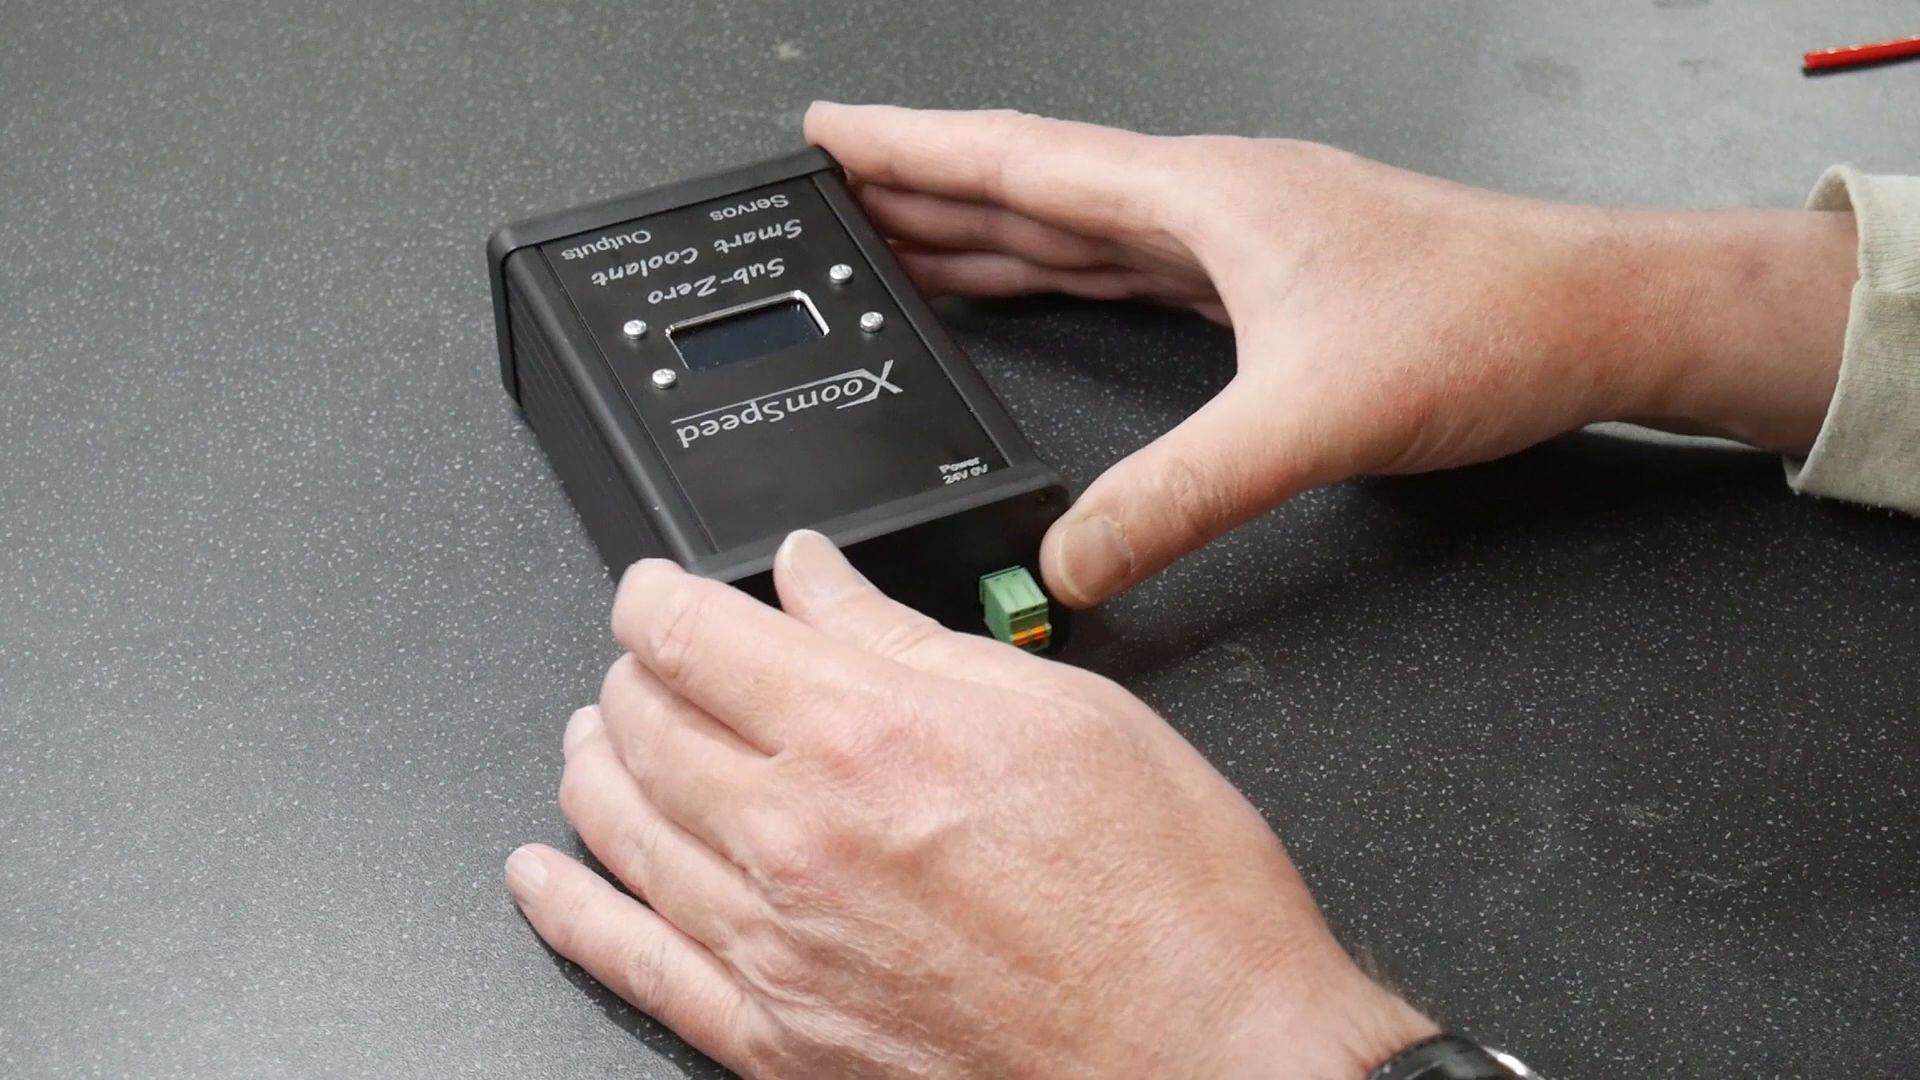 Power
24V 0V
XoomSpeed
Sub-Zero
Smart Coolant
Outputs
Servos